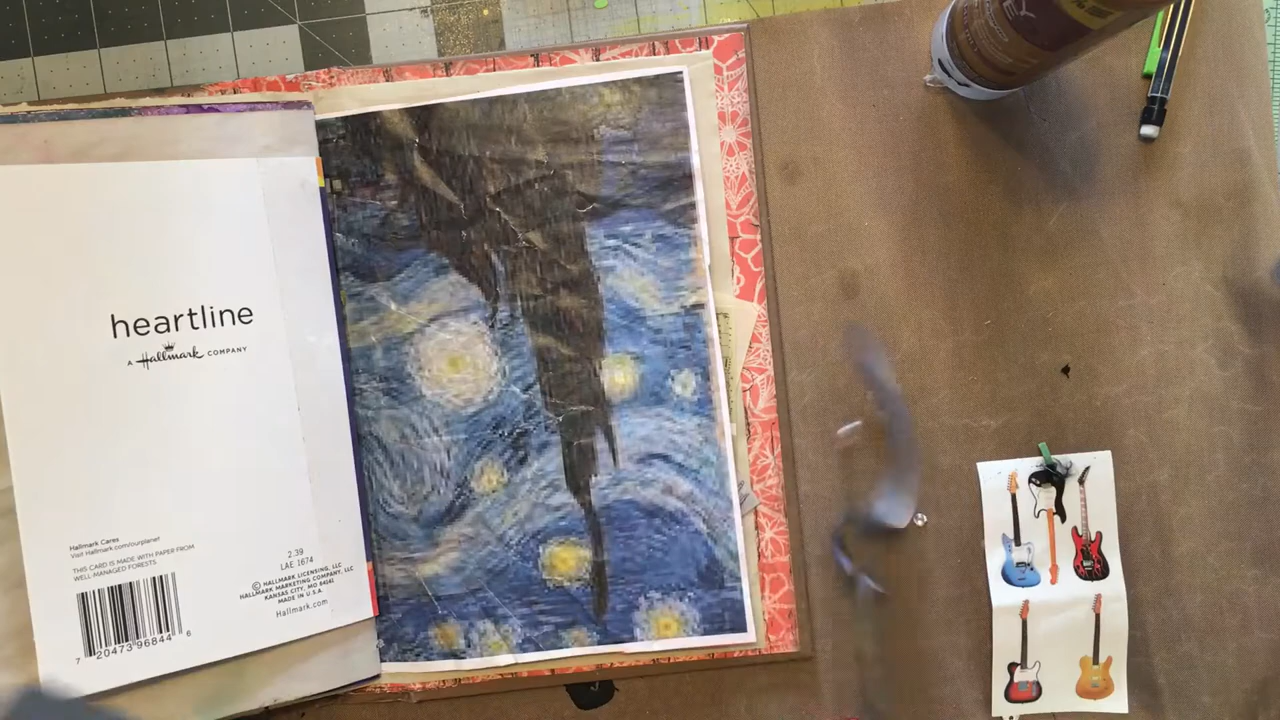 heartline
A Hallmark COMPANY
Hallmark Cares
Visit Hallmark.com/ourplanet
THIS CARD IS MADE WITH PAPER FROM
WELL-MANAGED FORESTS.
2.39
LAE 1674
© HALLMARK LICENSING, LLC
HALLMARK MARKETING COMPANY, LLC
KANSAS CITY, MO 64141
MADE IN U.S.A.
Hallmark.com
7 20473 96844 6